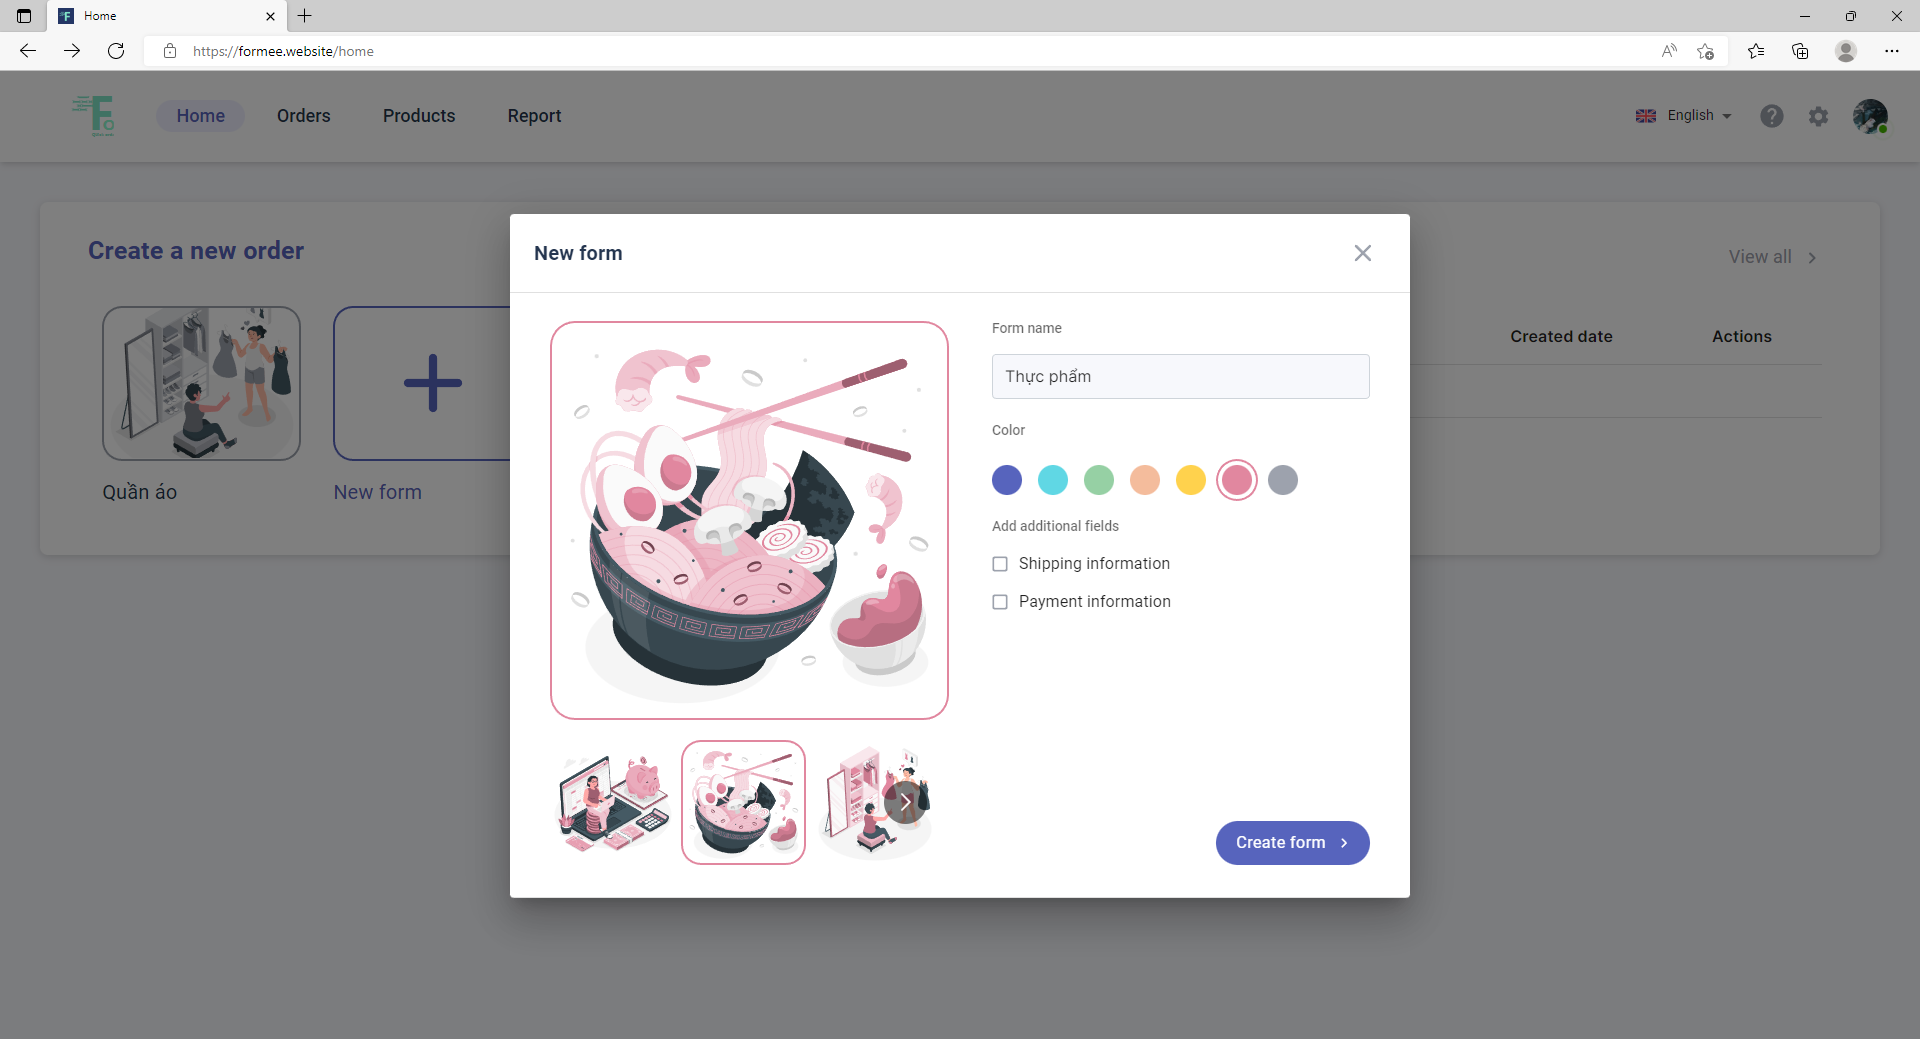 Home
https://formee.website/home
F
Home
Orders
Products
Report
English
Create a new order
View all
Created date
Actions
Quần áo
New form
New form
Form name
Thực phẩm
Color
Add additional fields
Shipping information
Payment information
Create form